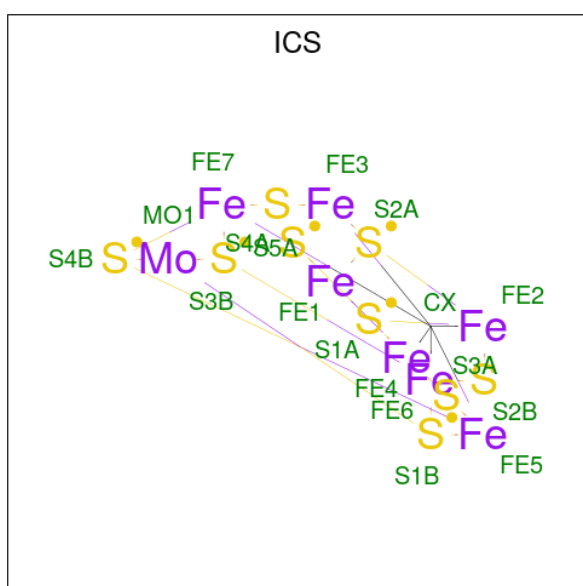 ICS
FE7
FE3
Fe
S
Fe
S2A
MO1
S4A
S5A
S
S
S4B
S
Mo
S
Fe
S3B
FE1
S
CX
FE2
Fe
S1A
Fe
S3A
FE4
Fe
S
S
FE6
S2B
S
Fe
FE5
S1B